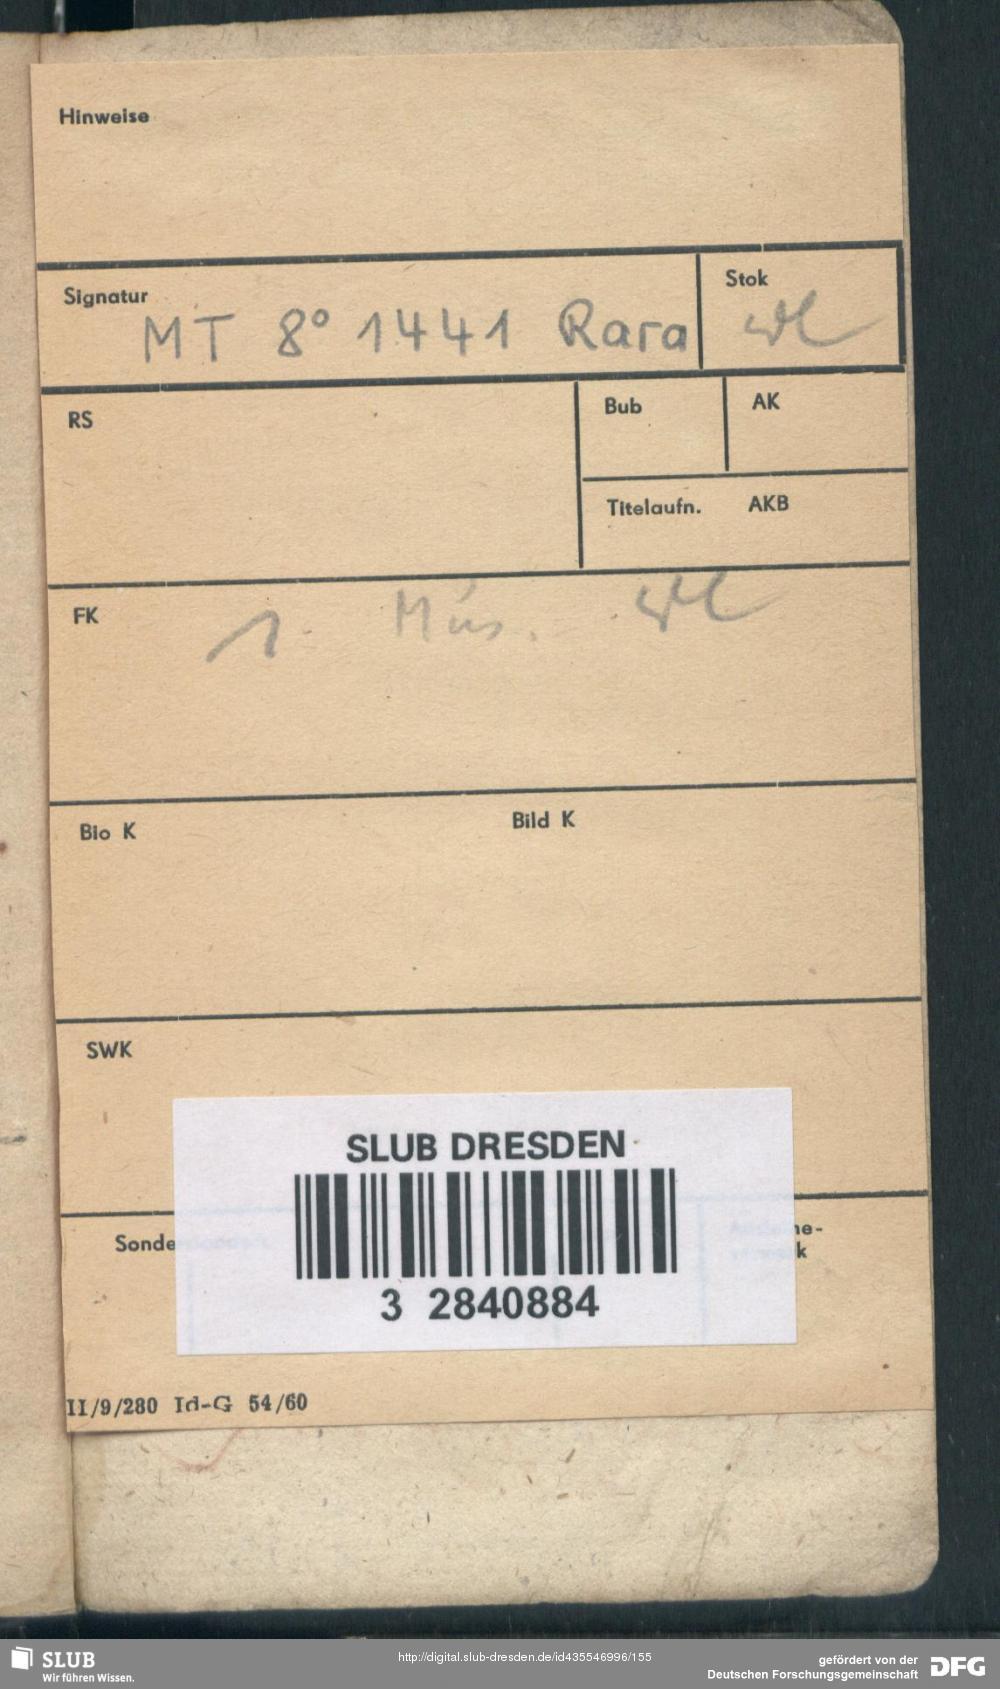 Hinweise
Signatur
Stok
MT 8° 1441 Rara
RS
Bub
AK
Titelaufn. AKB
FK
1 Mus.
Bio K
Bild K
SWK
SLUB DRESDEN
3 2840884
II/9/280 Id-G 54/60
SLUB
Wir führen Wissen.
http://digital.slub-dresden.de/id435546996/155
gefördert von der
Deutschen Forschungsgemeinschaft
DFG